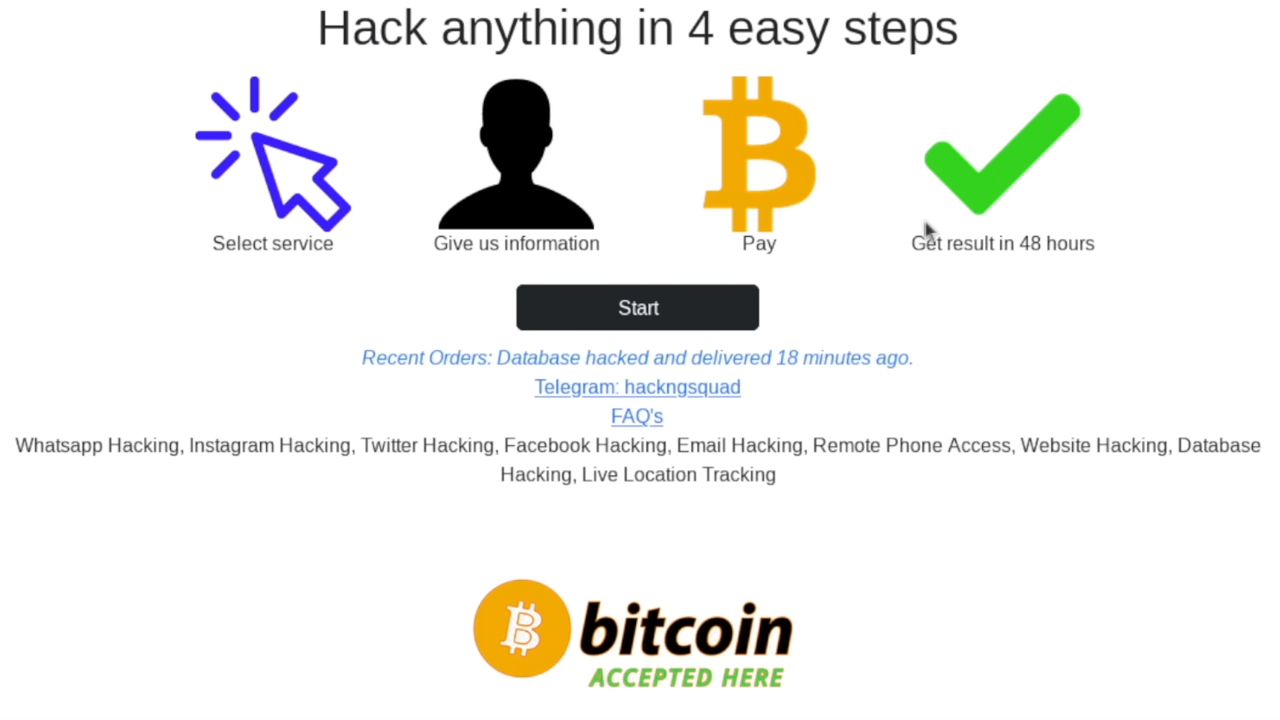 Hack anything in 4 easy steps
Select service
Give us information
Pay
Get result in 48 hours
Start
Recent Orders: Database hacked and delivered 18 minutes ago.
Telegram: hackngsquad
FAQ's
Whatsapp Hacking, Instagram Hacking, Twitter Hacking, Facebook Hacking, Email Hacking, Remote Phone Access, Website Hacking, Database
Hacking, Live Location Tracking
bitcoin
ACCEPTED HERE